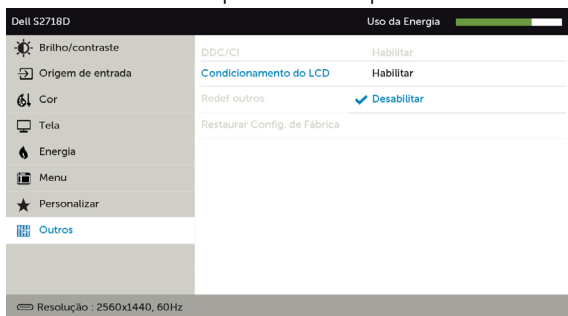 Dell S2718D Uso da Energia
Brilho/contraste
Origem de entrada
Cor
Tela
Energia
Menu
Personalizar
Outros
DDC/CI Habilitar
Condicionamento do LCD Habilitar
Redef outros Desabilitar
Restaurar Config. de Fábrica
Resolução : 2560x1440, 60Hz